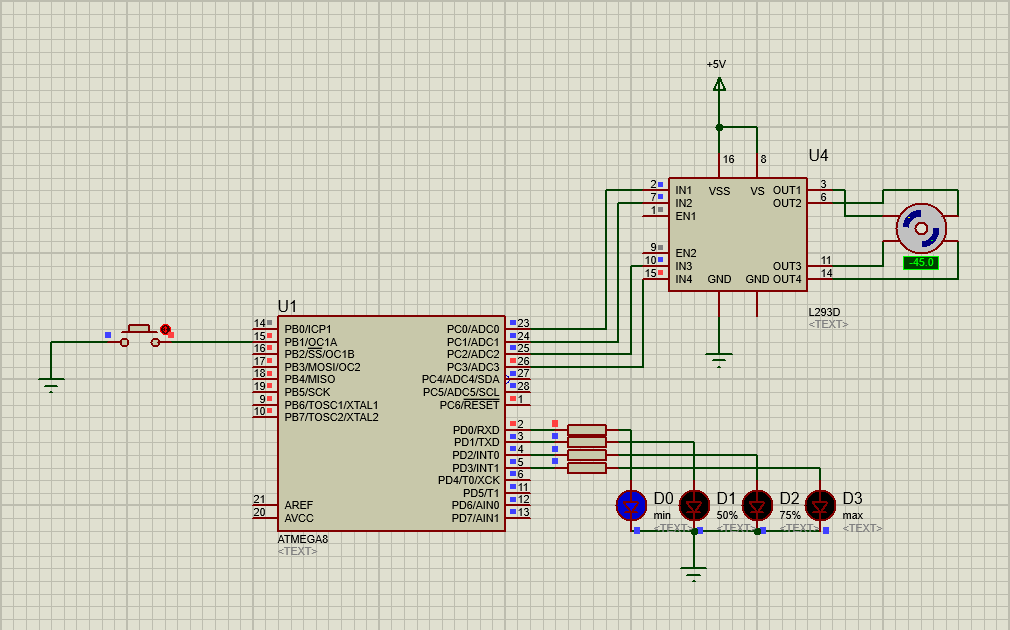 +5V
U4
16
8
2
IN1
VSS
VS
OUT1
3
7
IN2
OUT2
6
1
EN1
9
EN2
10
IN3
OUT3
11
15
IN4
GND
GND
OUT4
14
-45.0
L293D
<TEXT>
U1
14
PB0/ICP1
PC0/ADC0
23
15
PB1/OC1A
PC1/ADC1
24
16
PB2/SS/OC1B
PC2/ADC2
25
17
PB3/MOSI/OC2
PC3/ADC3
26
18
PB4/MISO
PC4/ADC4/SDA
27
19
PB5/SCK
PC5/ADC5/SCL
28
9
PB6/TOSC1/XTAL1
PC6/RESET
1
10
PB7/TOSC2/XTAL2
PD0/RXD
2
PD1/TXD
3
PD2/INT0
4
PD3/INT1
5
PD4/T0/XCK
6
PD5/T1
11
21
AREF
PD6/AIN0
12
20
AVCC
PD7/AIN1
13
ATMEGA8
<TEXT>
D0
min
<TEXT>
D1
50%
<TEXT>
D2
75%
<TEXT>
D3
max
<TEXT>